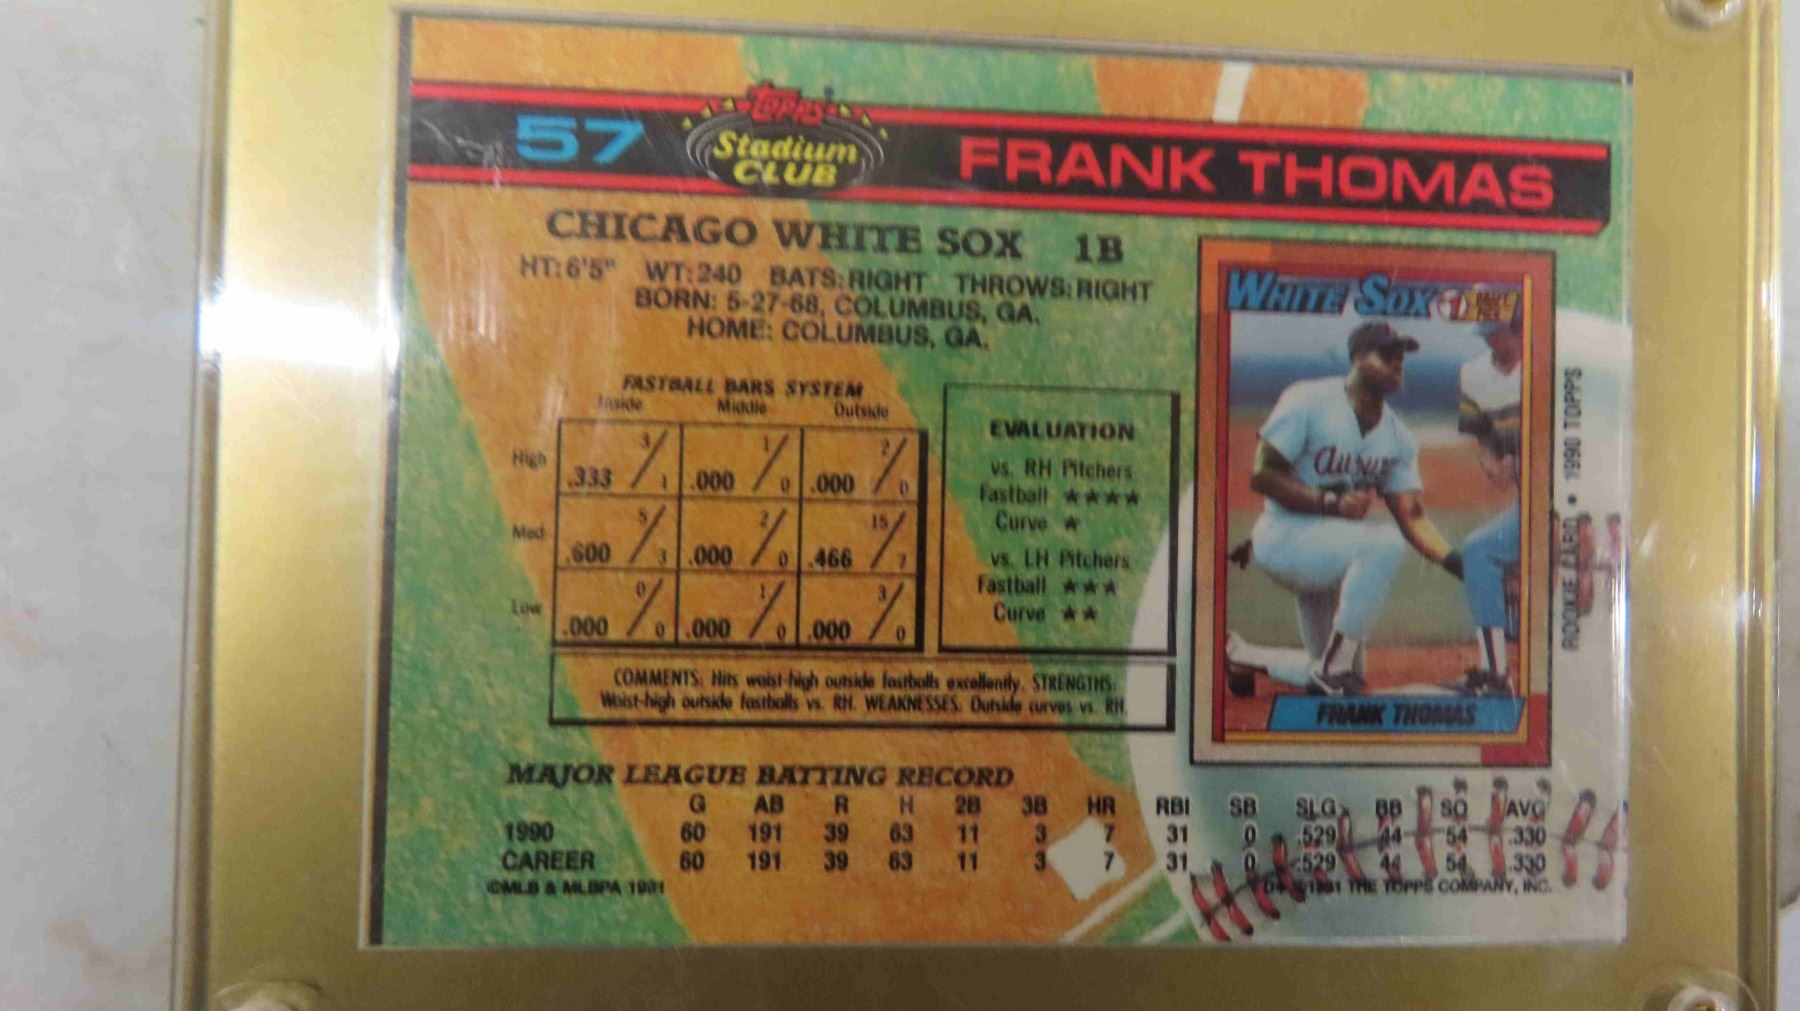 57 Topps Stadium CLUB FRANK THOMAS
CHICAGO WHITE SOX 1B
HT: 6'5" WT: 240 BATS: RIGHT THROWS: RIGHT
BORN: 5-27-68, COLUMBUS, GA.
HOME: COLUMBUS, GA.
FASTBALL BARS SYSTEM
Inside Middle Outside
High .333 3/1 .000 1/0 .000 2/0
Med .600 5/3 .000 2/0 .466 15/7
Low .000 0/0 .000 1/0 .000 3/0
EVALUATION
vs. RH Pitchers
Fastball ★★★★
Curve ★
vs. LH Pitchers
Fastball ★★★
Curve ★★
COMMENTS: Hits waist-high outside fastballs excellently. STRENGTHS:
Waist-high outside fastballs vs. RH. WEAKNESSES: Outside curves vs. RH.
WHITE SOX #1 DRAFT PICK
FRANK THOMAS
ROOKIE CARD • 1990 TOPPS
MAJOR LEAGUE BATTING RECORD
G AB R H 2B 3B HR RBI SB SLG BB SO AVG
1990 60 191 39 63 11 3 7 31 0 .529 44 54 .330
CAREER 60 191 39 63 11 3 7 31 0 .529 44 54 .330
©MLB & MLBPA 1991 ©1991 THE TOPPS COMPANY, INC.